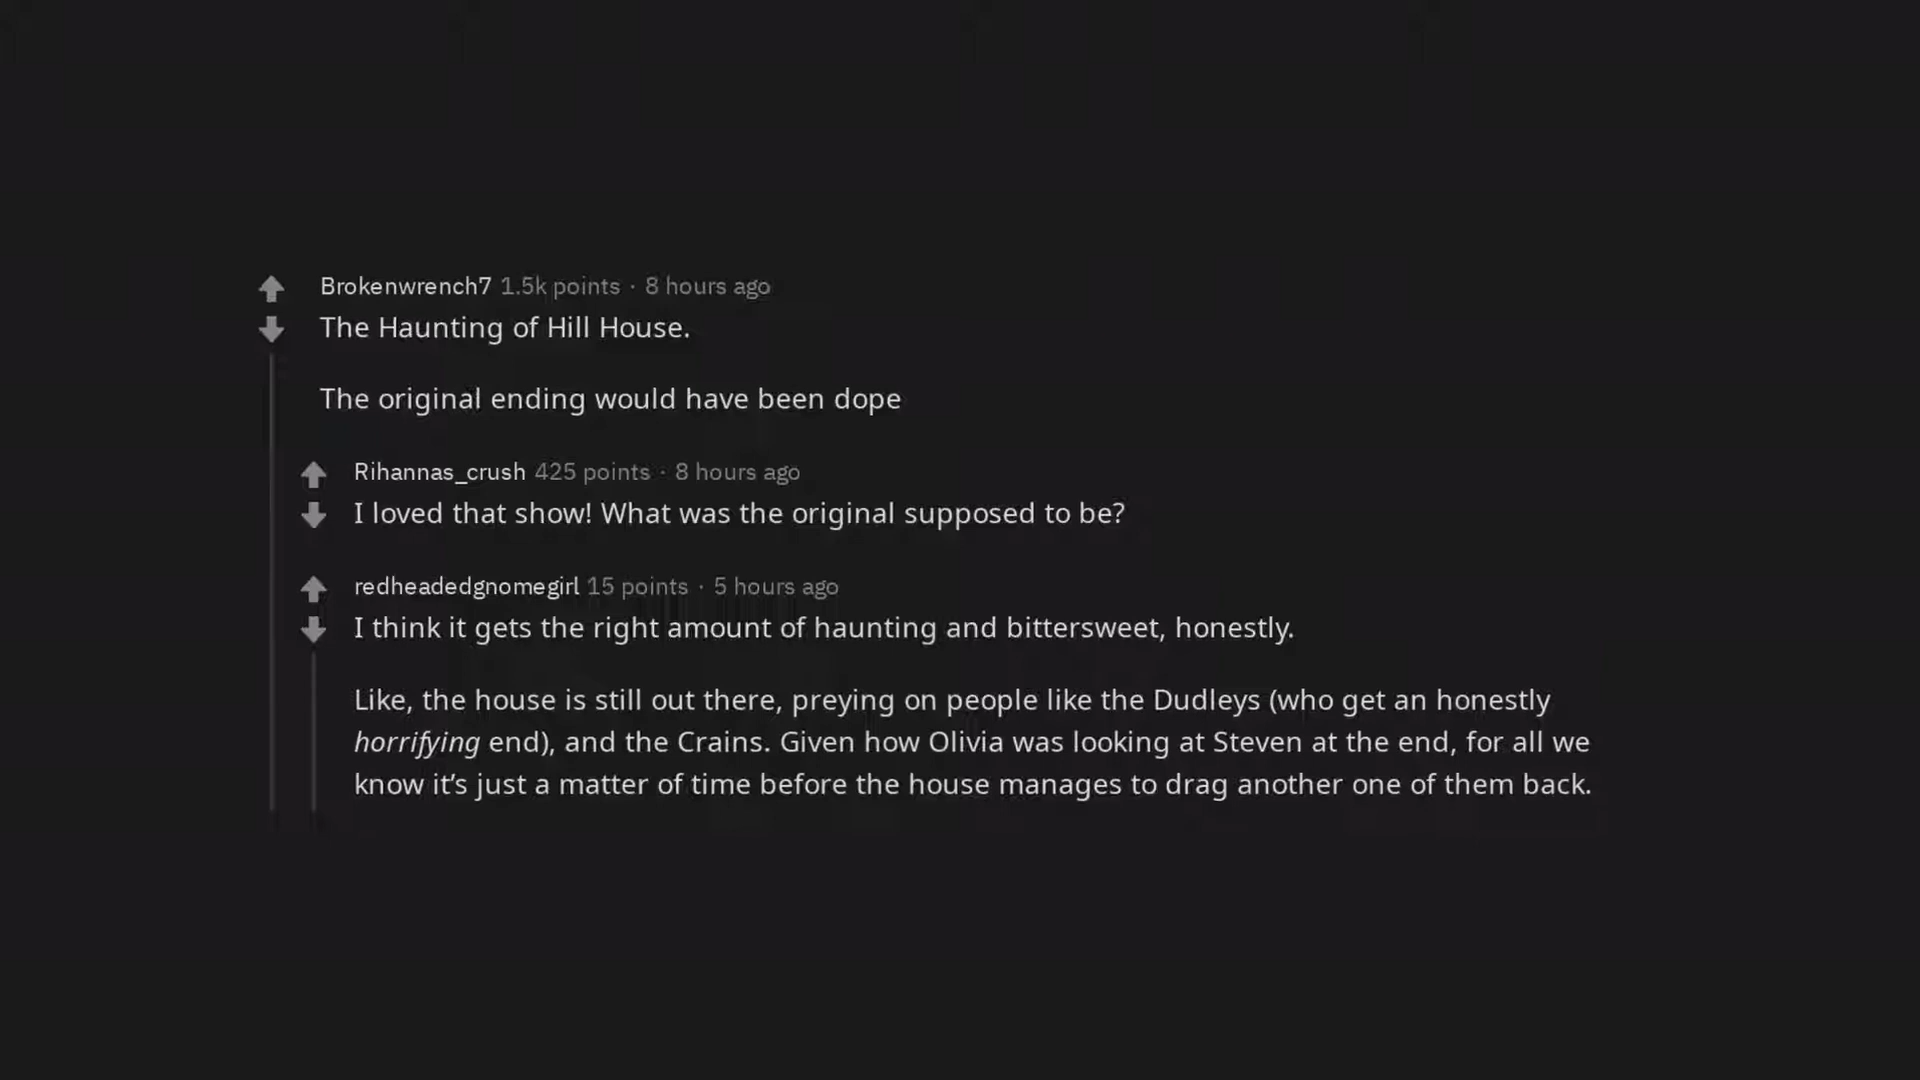 Brokenwrench7 1.5k points · 8 hours ago
The Haunting of Hill House.
The original ending would have been dope
Rihannas_crush 425 points · 8 hours ago
I loved that show! What was the original supposed to be?
redheadedgnomegirl 15 points · 5 hours ago
I think it gets the right amount of haunting and bittersweet, honestly.
Like, the house is still out there, preying on people like the Dudleys (who get an honestly
horrifying end), and the Crains. Given how Olivia was looking at Steven at the end, for all we
know it’s just a matter of time before the house manages to drag another one of them back.